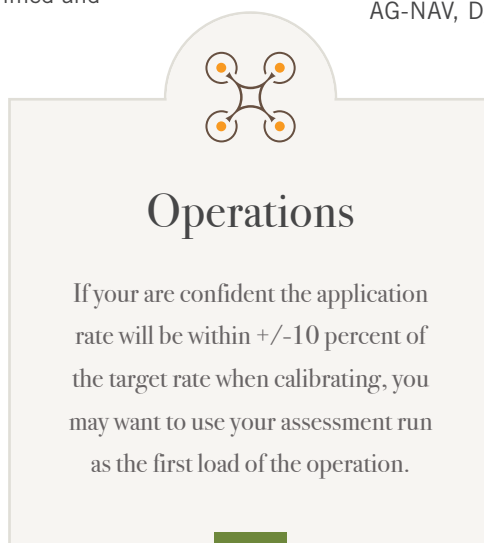 and
AG-NAV, D
Operations
If your are confident the application
rate will be within +/-10 percent of
the target rate when calibrating, you
may want to use your assessment run
as the first load of the operation.